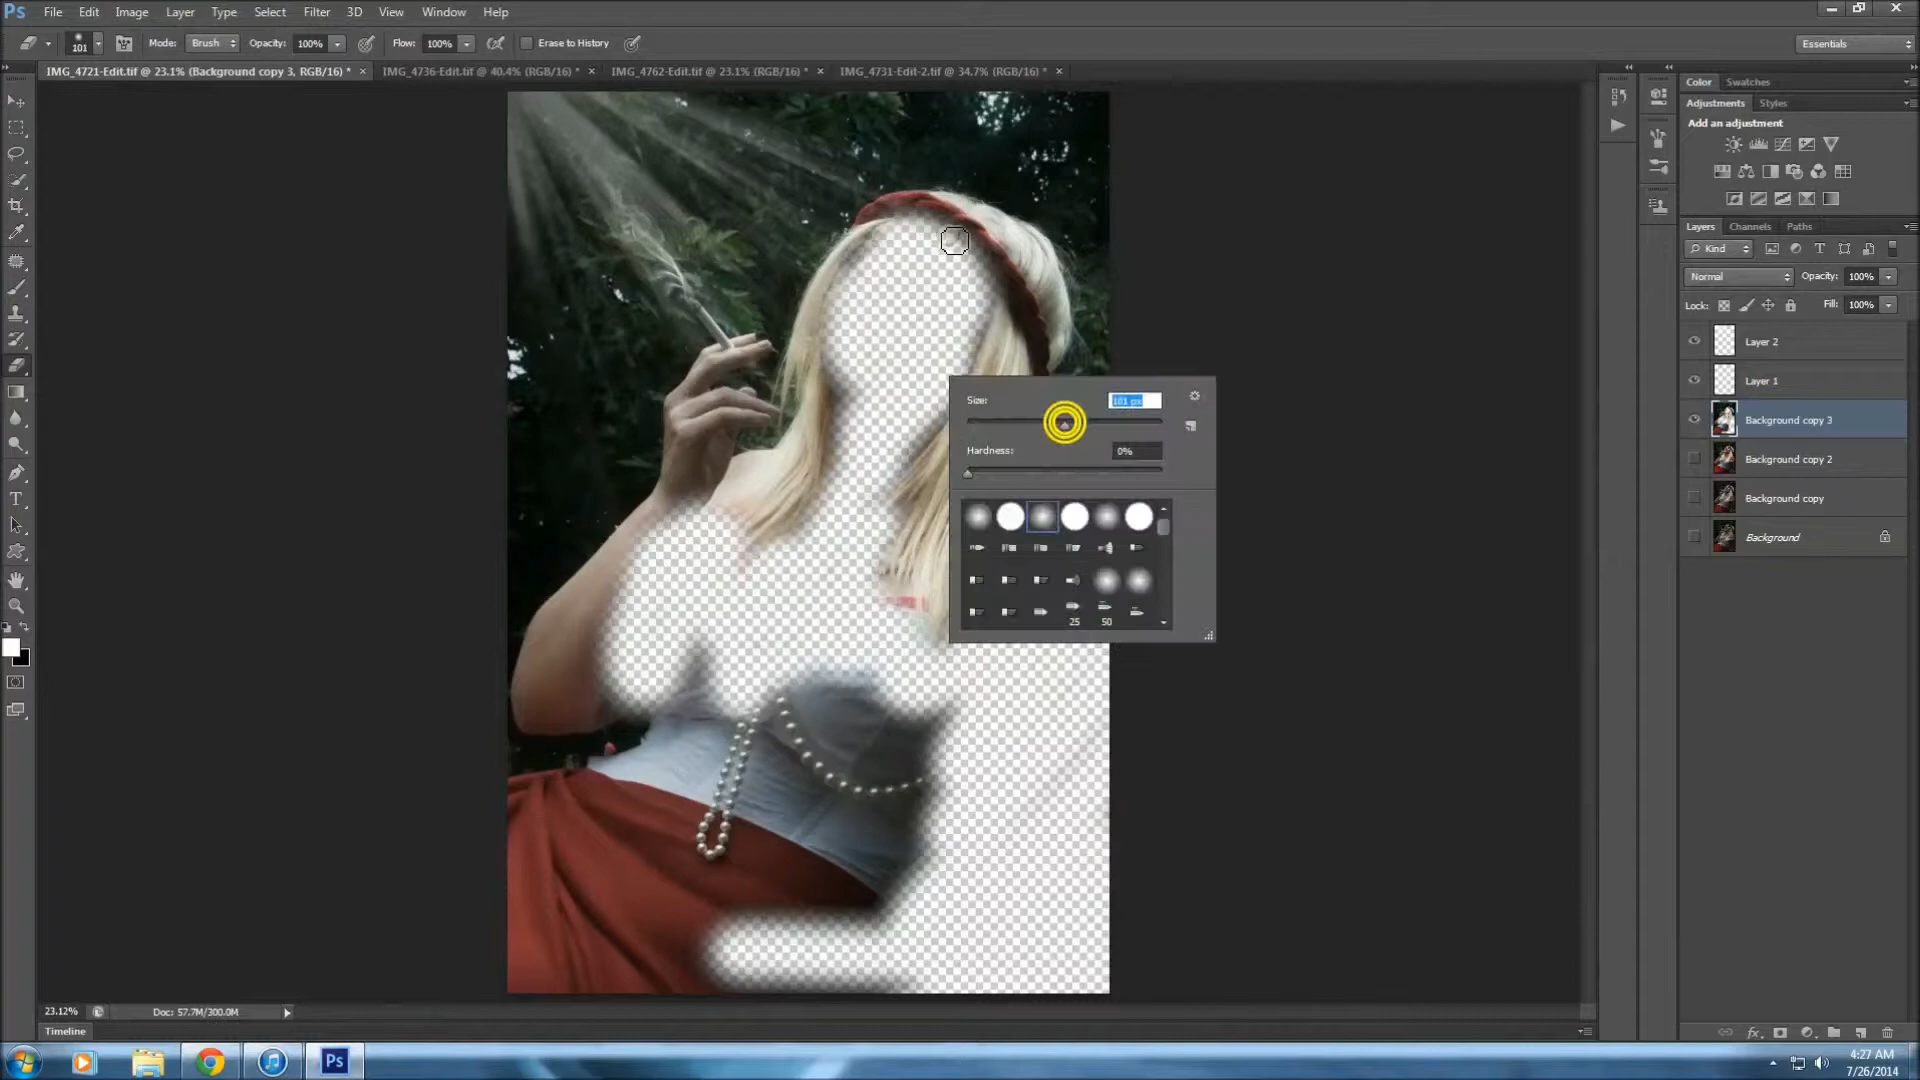 Ps File Edit Image Layer Type Select Filter 3D View Window Help
101 Mode: Brush Opacity: 100% Flow: 100% Erase to History Essentials
IMG_4721-Edit.tif @ 23.1% (Background copy 3, RGB/16) * × IMG_4736-Edit.tif @ 40.4% (RGB/16) * × IMG_4762-Edit.tif @ 23.1% (RGB/16) * × IMG_4731-Edit-2.tif @ 34.7% (RGB/16) * ×
Color Swatches
Adjustments Styles
Add an adjustment
Layers Channels Paths
Kind T
Normal Opacity: 100%
Lock: Fill: 100%
Layer 2
Layer 1
Background copy 3
Background copy 2
Background copy
Background
Size: 101 px
Hardness: 0%
25 50
T
23.12% Doc: 57.7M/300.0M
Timeline
fx
Ps
4:27 AM
7/26/2014